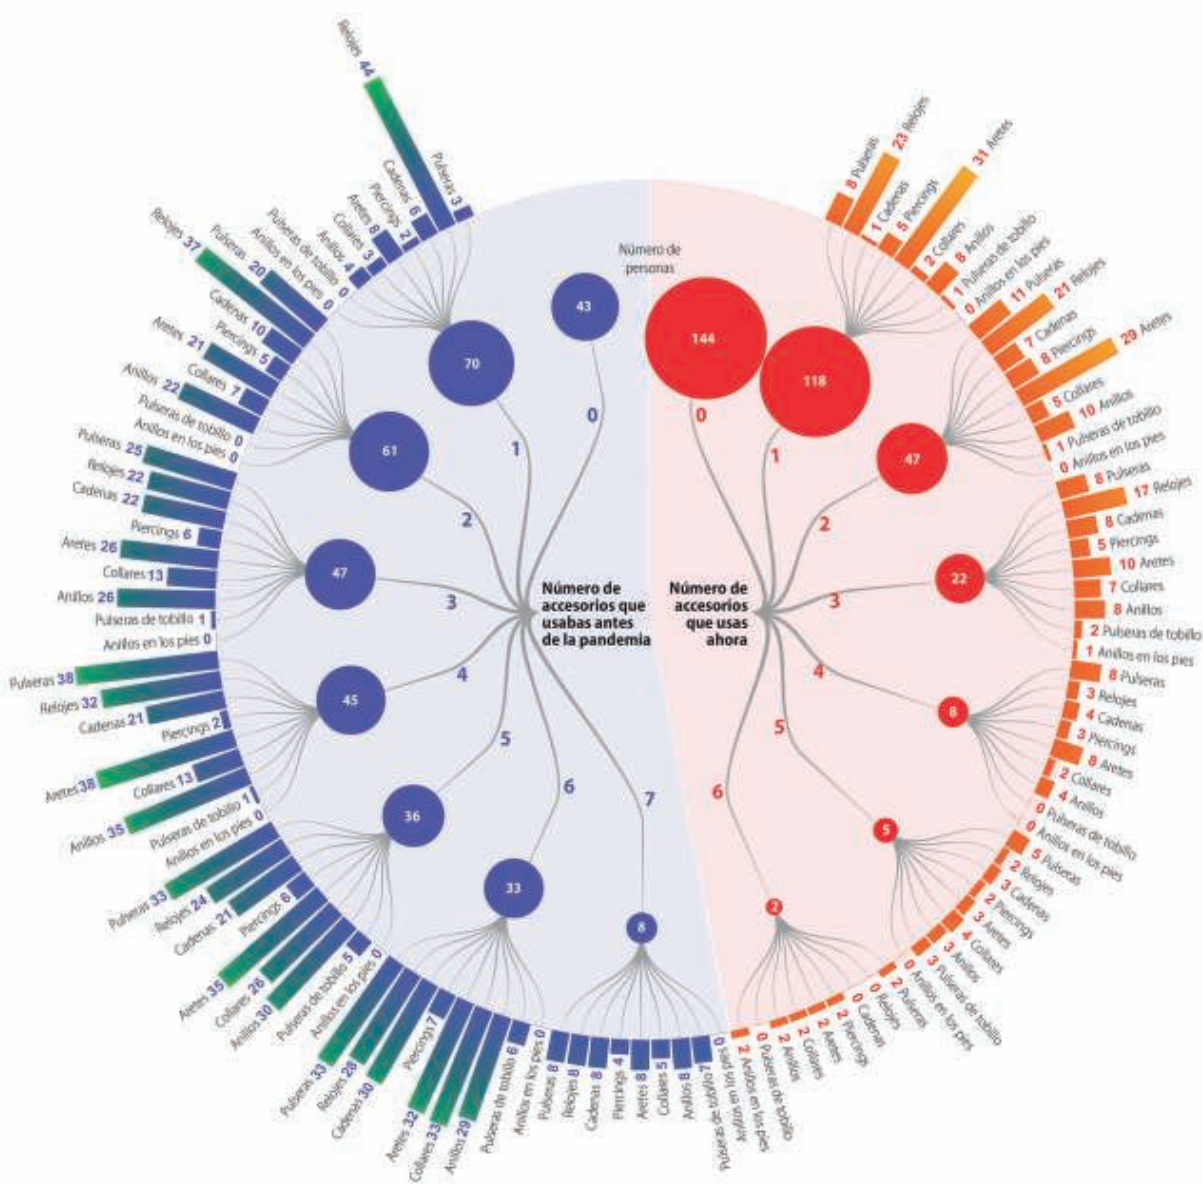 Número de
personas
Número de
accesorios que
usabas antes
de la pandemia
0
43
1
70
Pulseras 3
Relojes 44
Cadenas 6
Piercings 2
Aretes 8
Collares 3
Anillos 4
Pulseras de tobillo 0
Anillos en los pies 0
2
61
Pulseras 20
Relojes 37
Cadenas 10
Piercings 5
Aretes 21
Collares 7
Anillos 22
Pulseras de tobillo 0
Anillos en los pies 0
3
47
Pulseras 25
Relojes 22
Cadenas 22
Piercings 6
Aretes 26
Collares 13
Anillos 26
Pulseras de tobillo 1
Anillos en los pies 0
4
45
Pulseras 38
Relojes 32
Cadenas 21
Piercings 2
Aretes 38
Collares 13
Anillos 35
Pulseras de tobillo 1
Anillos en los pies 0
5
36
Pulseras 33
Relojes 24
Cadenas 21
Piercings 6
Aretes 35
Collares 26
Anillos 30
Pulseras de tobillo 5
Anillos en los pies 0
6
33
Pulseras 33
Relojes 28
Cadenas 30
Piercings 7
Aretes 32
Collares 33
Anillos 29
Pulseras de tobillo 6
Anillos en los pies 0
7
8
Pulseras 8
Relojes 8
Cadenas 8
Piercings 4
Aretes 8
Collares 5
Anillos 8
Pulseras de tobillo 7
Anillos en los pies 0
Número de
accesorios
que usas
ahora
0
144
1
118
8 Pulseras
23 Relojes
1 Cadenas
5 Piercings
31 Aretes
2 Collares
8 Anillos
1 Pulseras de tobillo
0 Anillos en los pies
2
47
11 Pulseras
21 Relojes
7 Cadenas
8 Piercings
29 Aretes
5 Collares
10 Anillos
1 Pulseras de tobillo
0 Anillos en los pies
3
22
8 Pulseras
17 Relojes
8 Cadenas
5 Piercings
10 Aretes
7 Collares
8 Anillos
2 Pulseras de tobillo
1 Anillos en los pies
4
8
8 Pulseras
3 Relojes
4 Cadenas
3 Piercings
8 Aretes
2 Collares
4 Anillos
0 Pulseras de tobillo
0 Anillos en los pies
5
5
5 Pulseras
2 Relojes
3 Cadenas
2 Piercings
3 Aretes
4 Collares
3 Anillos
3 Pulseras de tobillo
0 Anillos en los pies
6
2
2 Pulseras
0 Relojes
0 Cadenas
2 Piercings
2 Aretes
2 Collares
2 Anillos
0 Pulseras de tobillo
2 Anillos en los pies